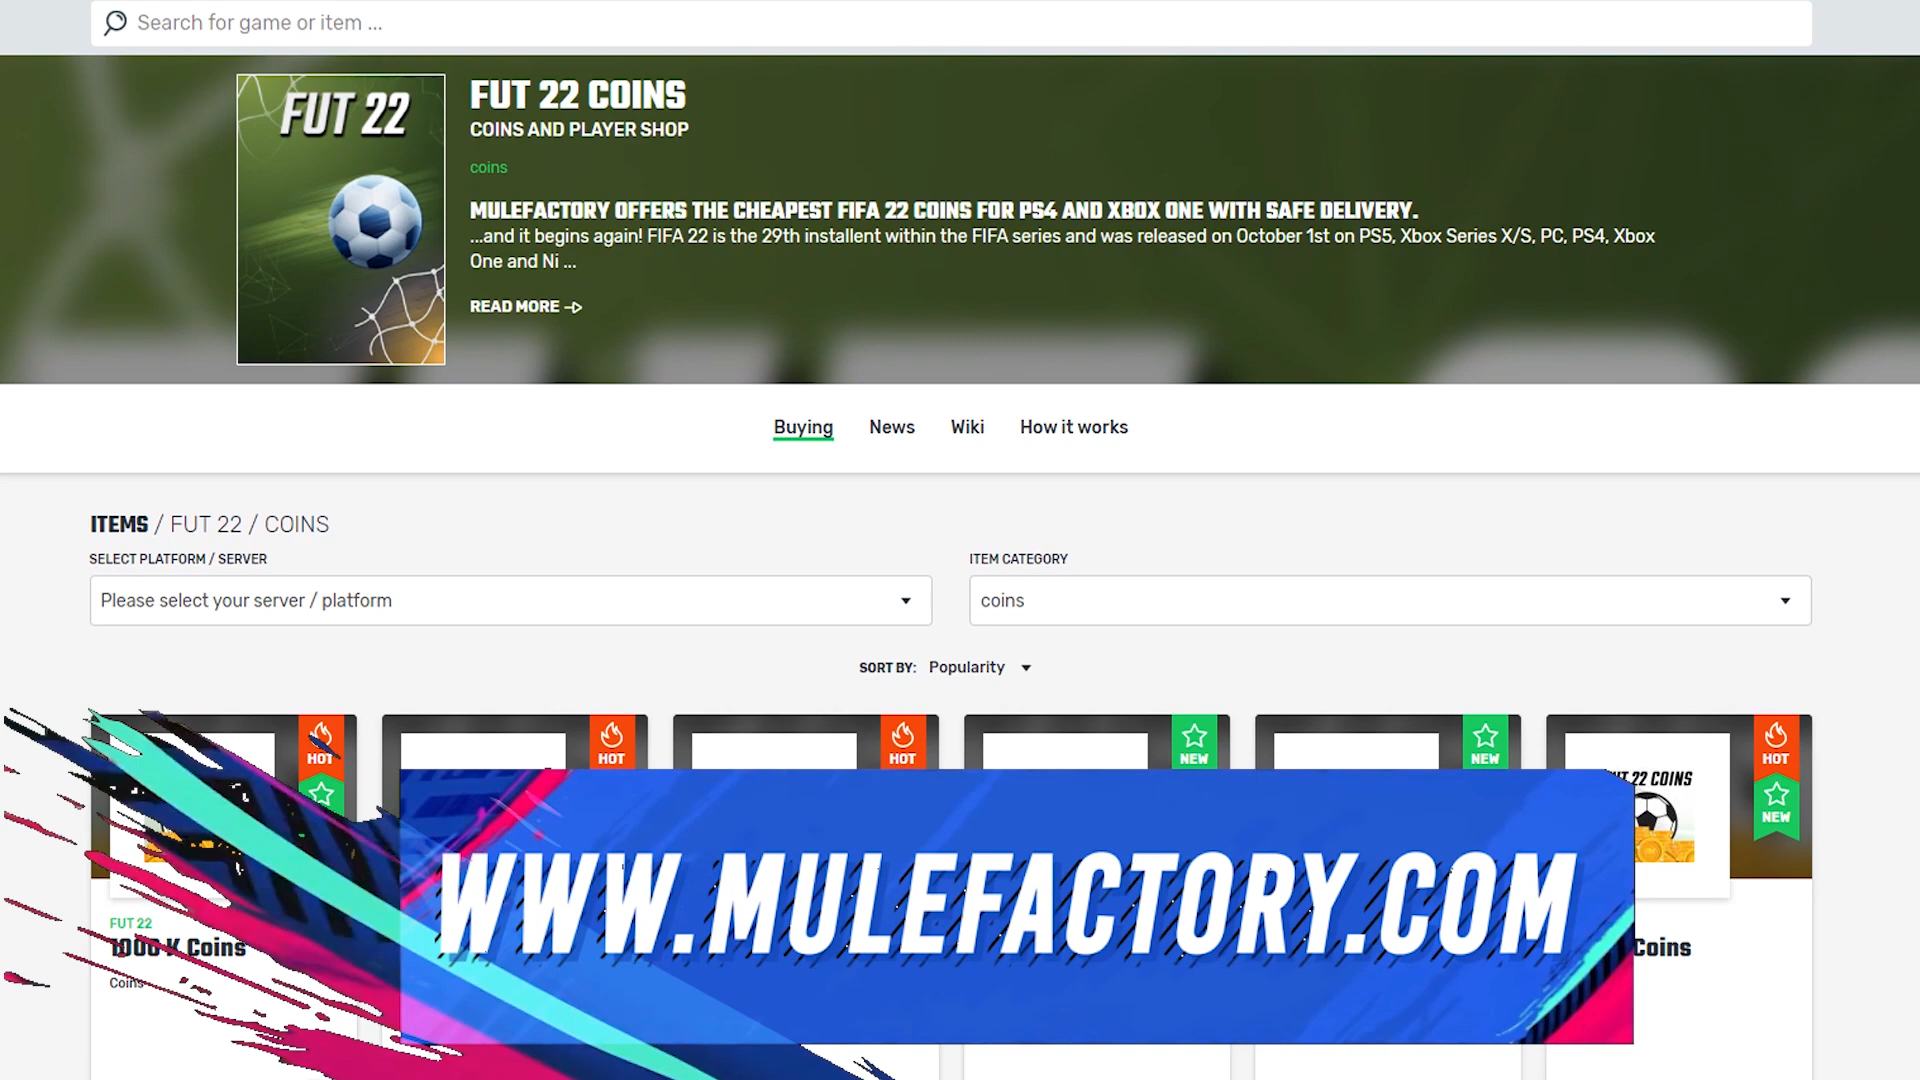 Search for game or item ...
FUT 22
FUT 22 COINS
COINS AND PLAYER SHOP
coins
MULEFACTORY OFFERS THE CHEAPEST FIFA 22 COINS FOR PS4 AND XBOX ONE WITH SAFE DELIVERY.
...and it begins again! FIFA 22 is the 29th installent within the FIFA series and was released on October 1st on PS5, Xbox Series X/S, PC, PS4, Xbox
One and Ni ...
READ MORE
Buying News Wiki How it works
ITEMS / FUT 22 / COINS
SELECT PLATFORM / SERVER
Please select your server / platform
ITEM CATEGORY
coins
SORT BY: Popularity
HOT
HOT
HOT
NEW
NEW
HOT
22 COINS
NEW
WWW.MULEFACTORY.COM
FUT 22
1000 K Coins
Coins
Coins